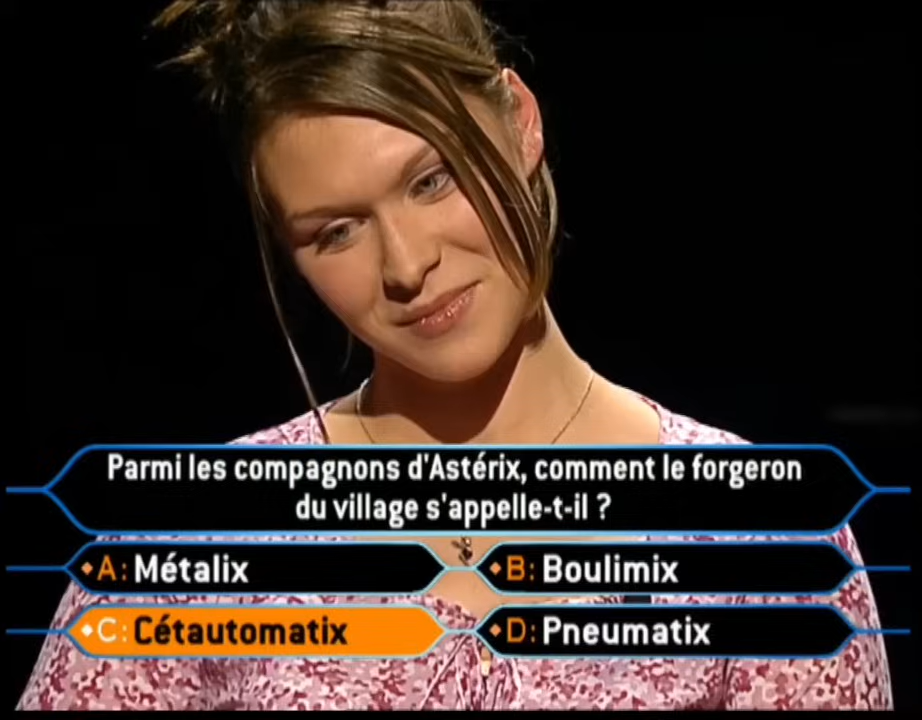 Parmi les compagnons d'Astérix, comment le forgeron
du village s'appelle-t-il ?
A: Métalix
B: Boulimix
C: Cétautomatix
D: Pneumatix